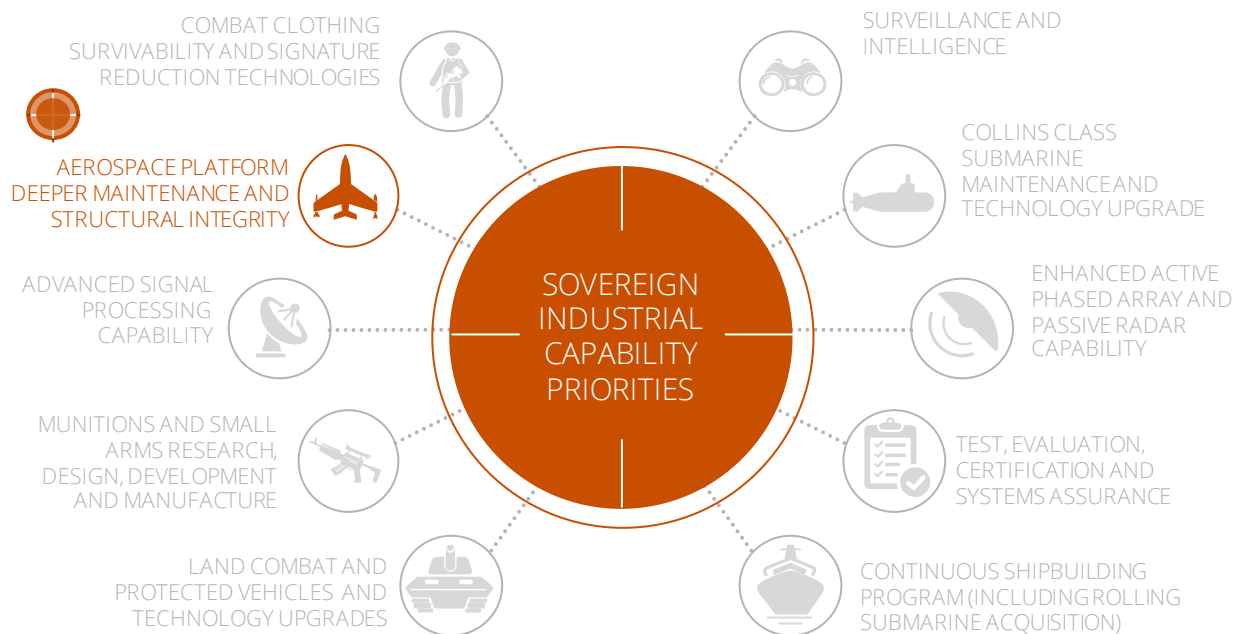 COMBAT CLOTHING
SURVIVABILITY AND SIGNATURE
REDUCTION TECHNOLOGIES
AEROSPACE PLATFORM
DEEPER MAINTENANCE AND
STRUCTURAL INTEGRITY
ADVANCED SIGNAL
PROCESSING
CAPABILITY
MUNITIONS AND SMALL
ARMS RESEARCH,
DESIGN, DEVELOPMENT
AND MANUFACTURE
LAND COMBAT AND
PROTECTED VEHICLES AND
TECHNOLOGY UPGRADES
SOVEREIGN
INDUSTRIAL
CAPABILITY
PRIORITIES
SURVEILLANCE AND
INTELLIGENCE
COLLINS CLASS
SUBMARINE
MAINTENANCE AND
TECHNOLOGY UPGRADE
ENHANCED ACTIVE
PHASED ARRAY AND
PASSIVE RADAR
CAPABILITY
TEST, EVALUATION,
CERTIFICATION AND
SYSTEMS ASSURANCE
CONTINUOUS SHIPBUILDING
PROGRAM (INCLUDING ROLLING
SUBMARINE ACQUISITION)